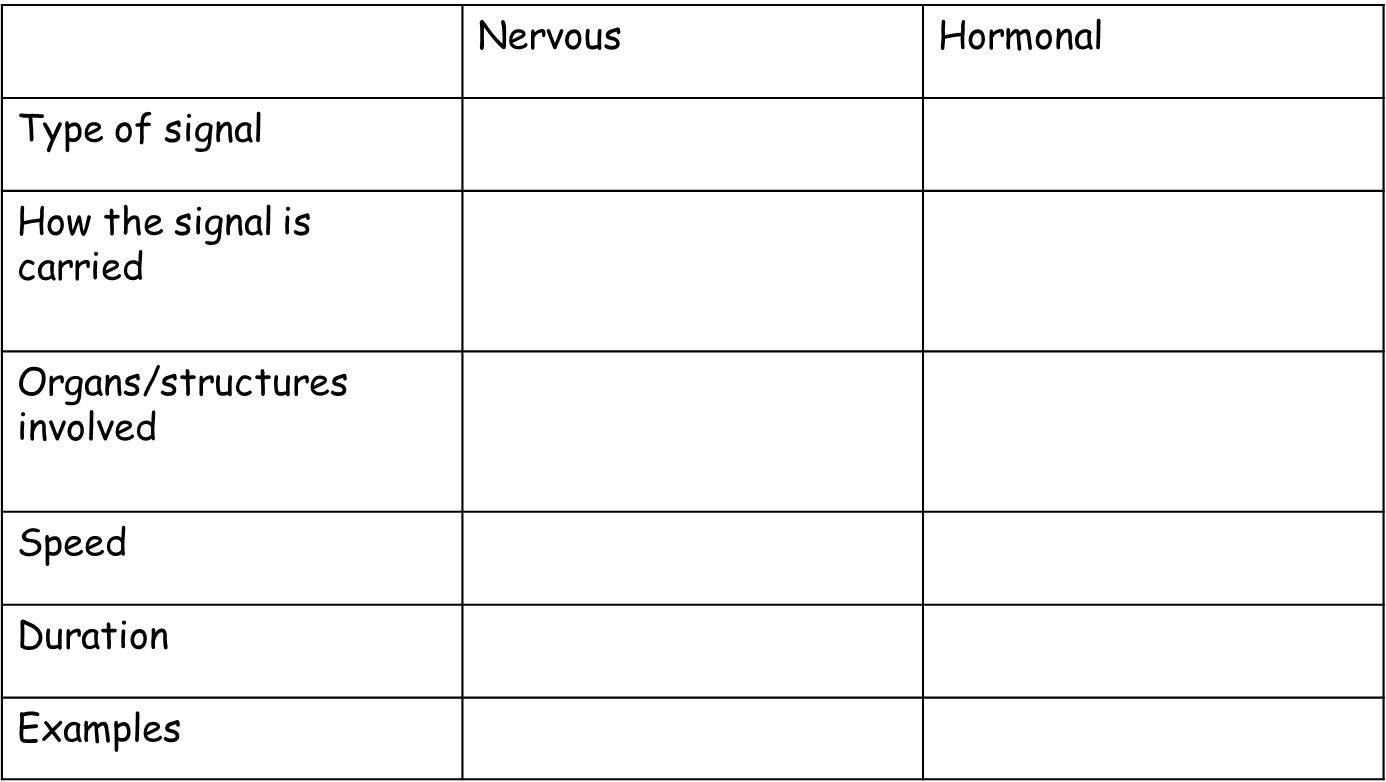 Nervous
Hormonal
Type of signal
How the signal is
carried
Organs/structures
involved
Speed
Duration
Examples